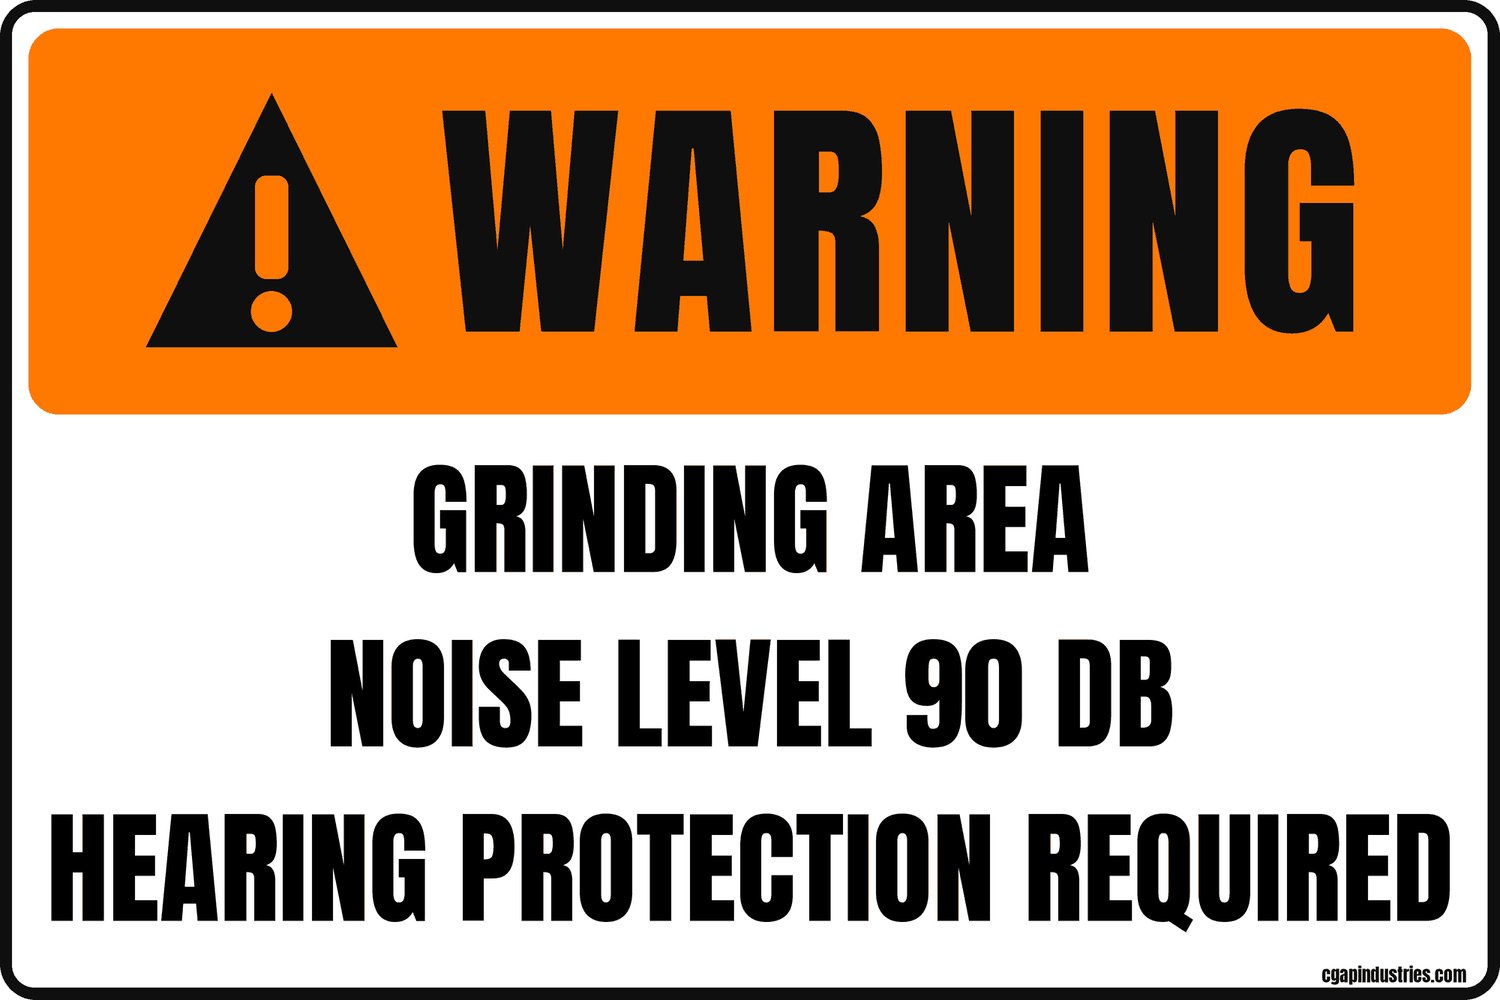 WARNING
GRINDING AREA
NOISE LEVEL 90 DB
HEARING PROTECTION REQUIRED
cgapindustries.com